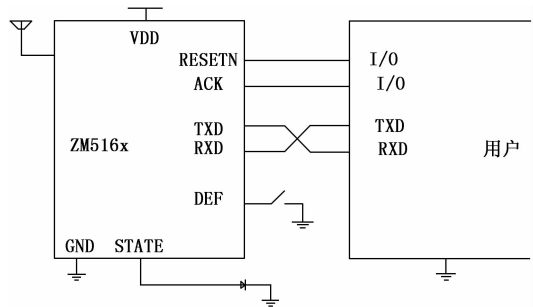 VDD
RESETN
ACK
TXD
RXD
ZM516x
DEF
GND STATE
I/O
I/O
TXD
RXD
用户